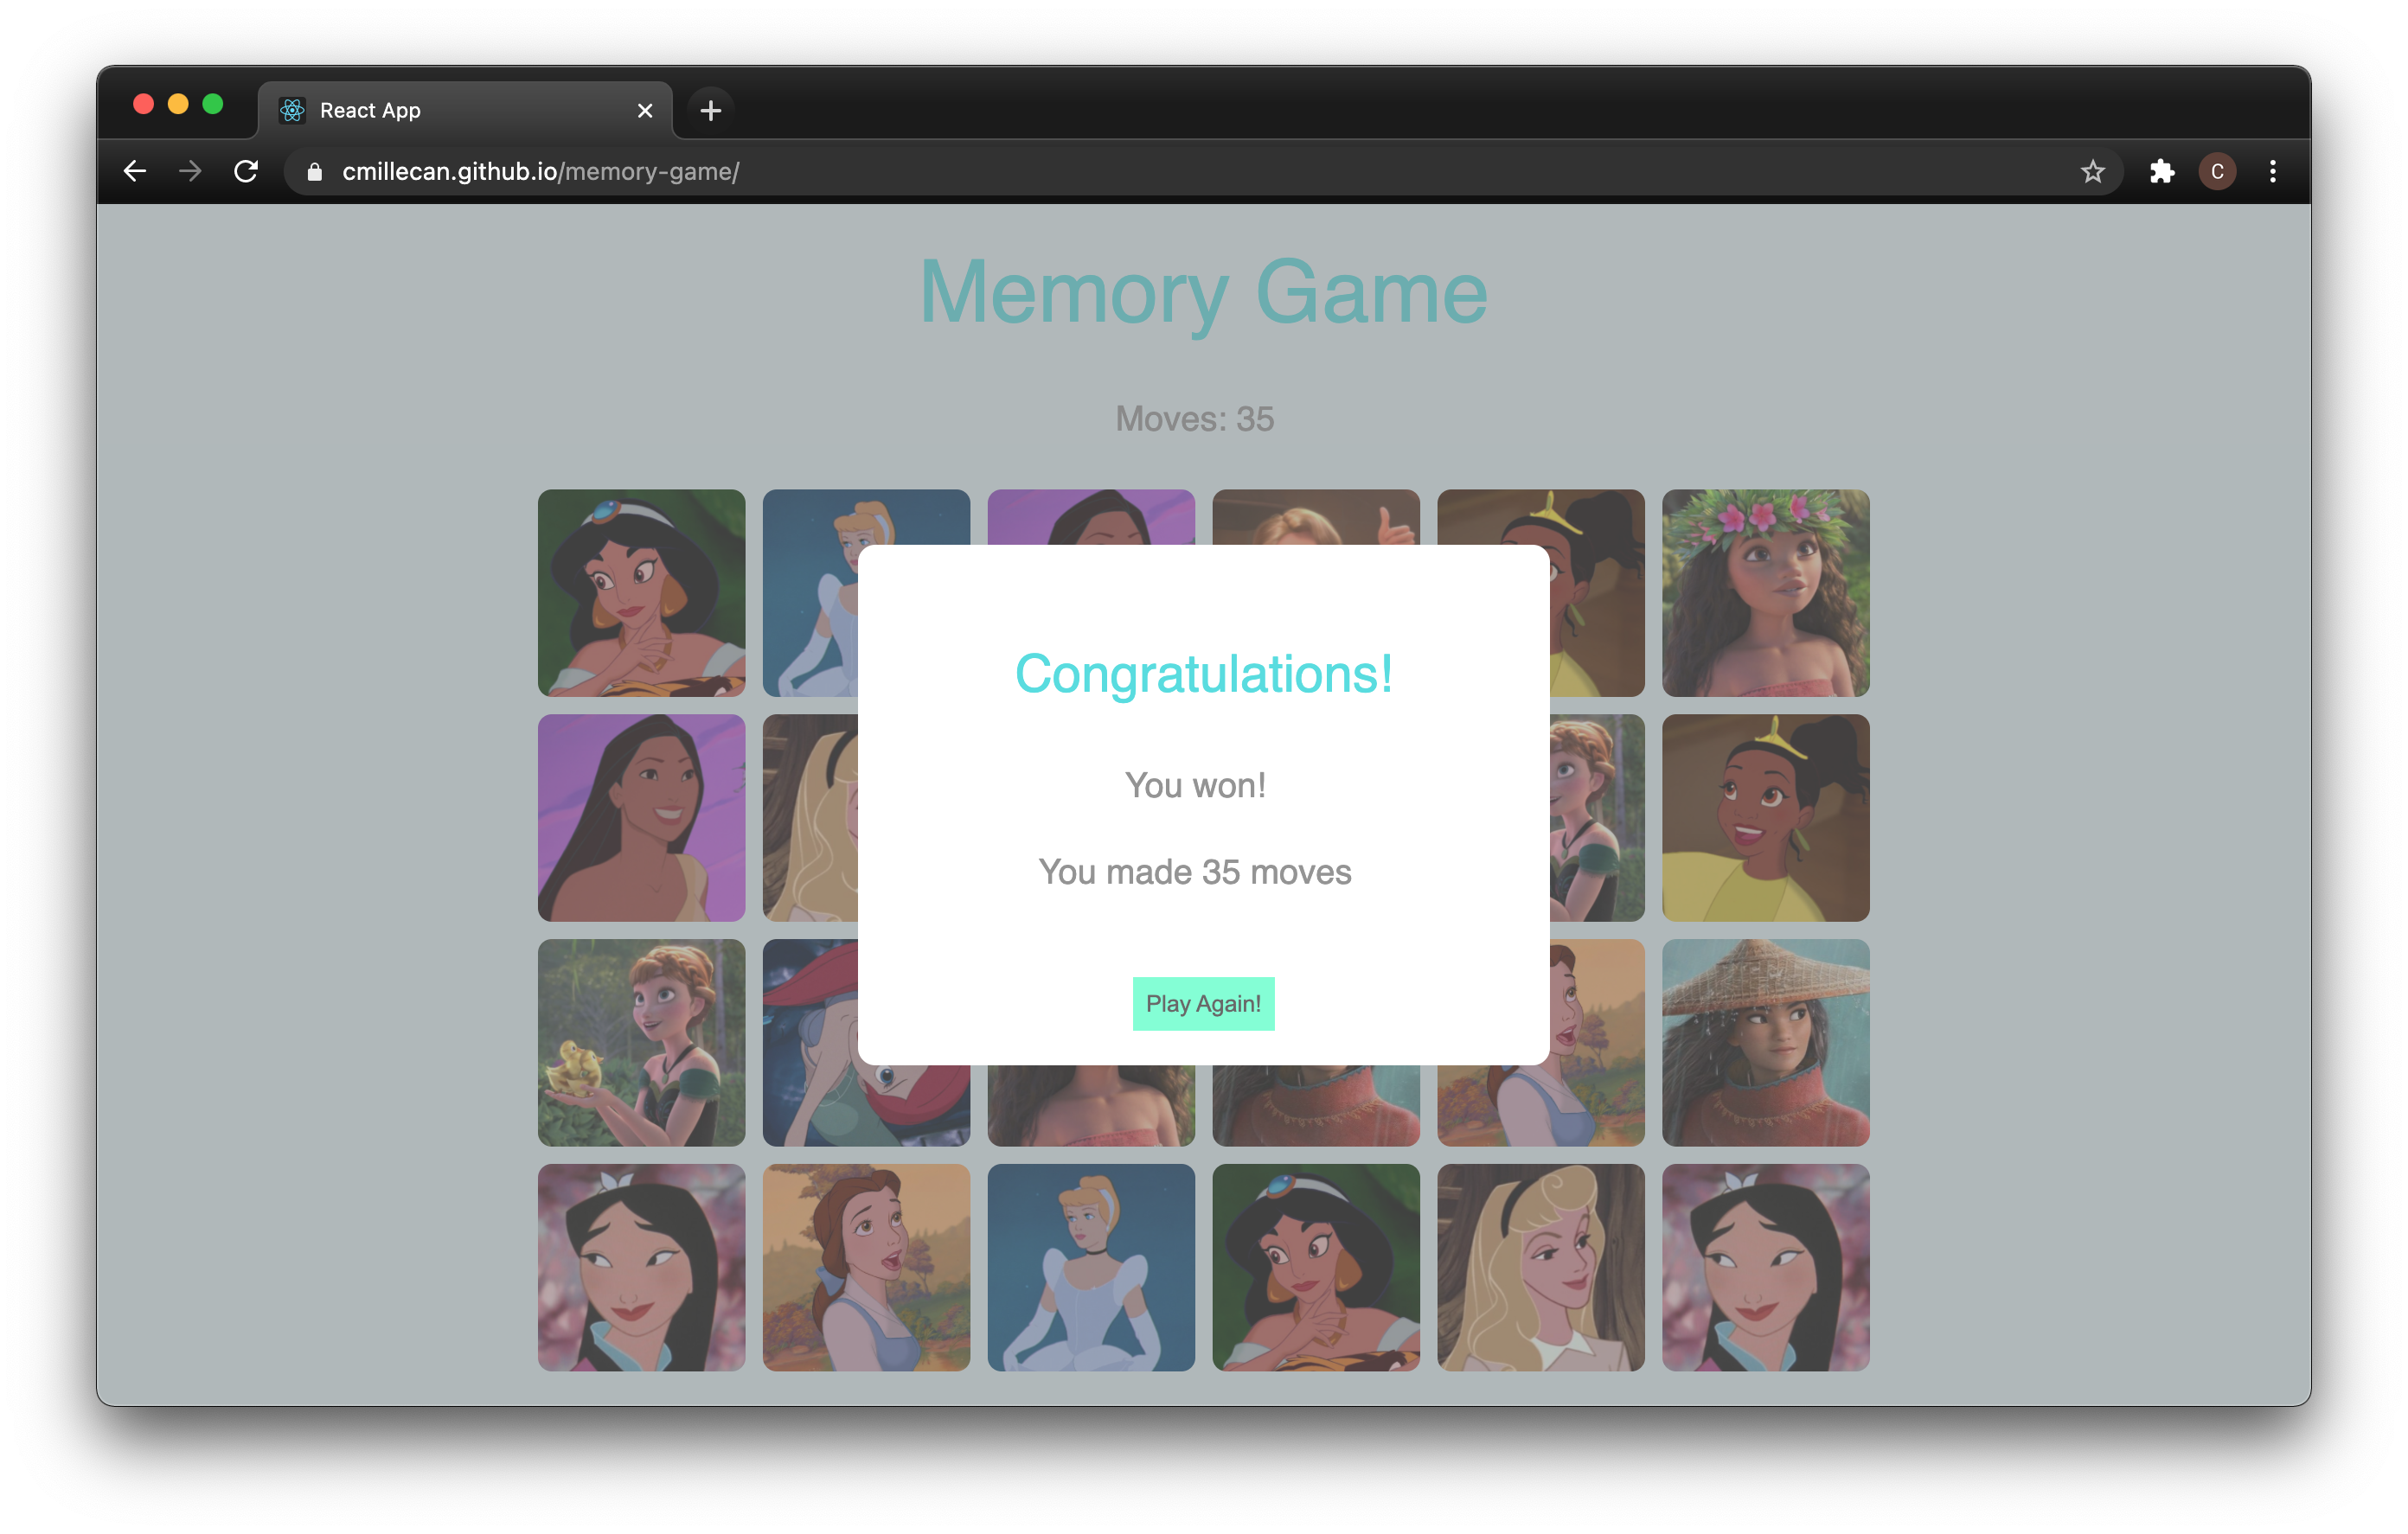 React App
cmillecan.github.io/memory-game/
C
Memory Game
Moves: 35
Congratulations!
You won!
You made 35 moves
Play Again!